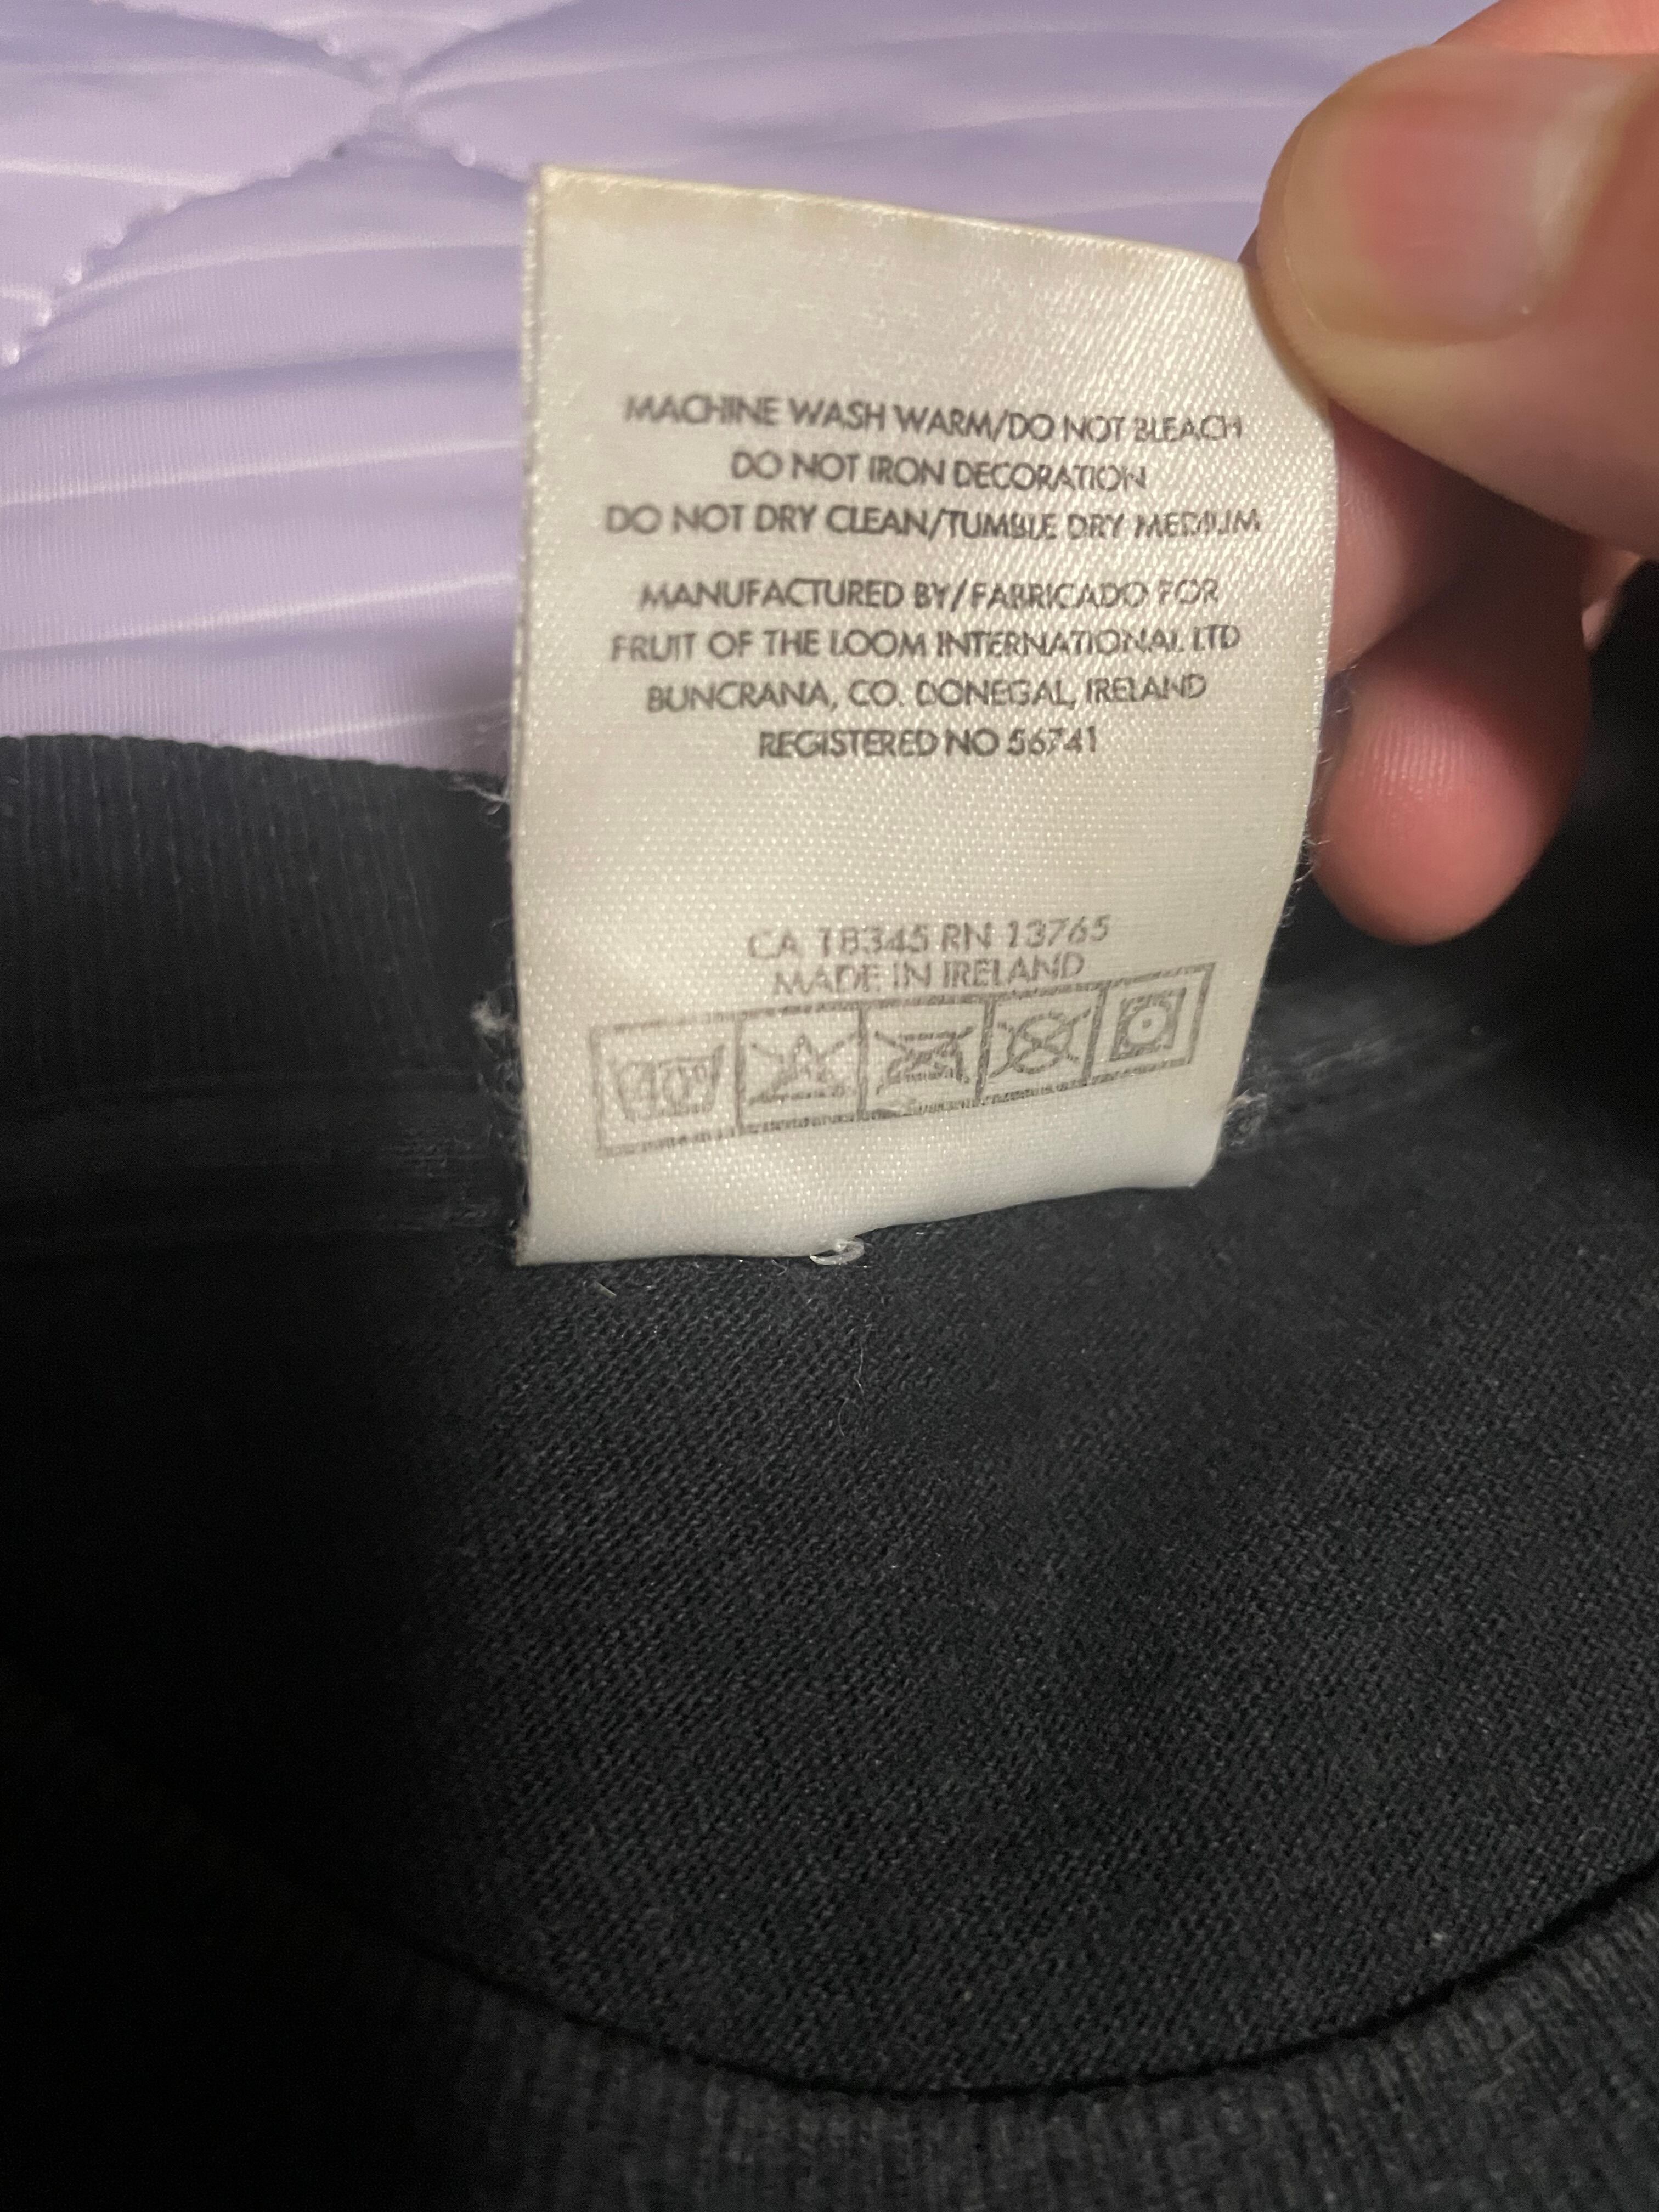 MACHINE WASH WARM/DO NOT BLEACH
DO NOT IRON DECORATION
DO NOT DRY CLEAN/TUMBLE DRY MEDIUM
MANUFACTURED BY/FABRICADO FOR
FRUIT OF THE LOOM INTERNATIONAL LTD
BUNCRANA, CO. DONEGAL, IRELAND
REGISTERED NO 56741
CA 18345 RN 13765
MADE IN IRELAND
40°